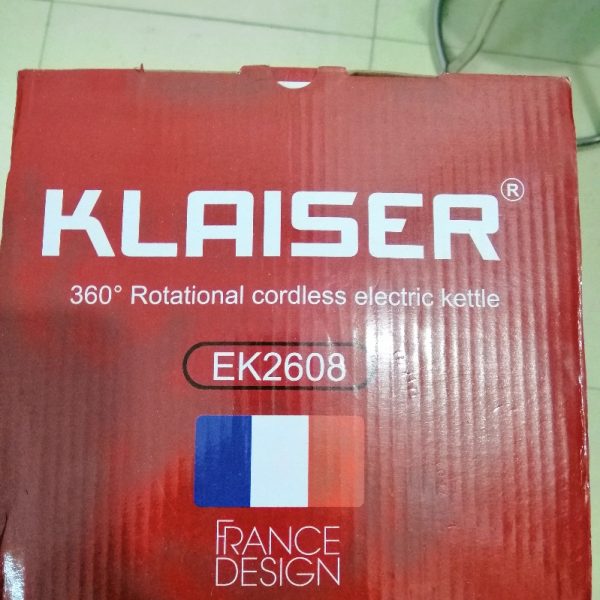 KLAISER®
360° Rotational cordless electric kettle
EK2608
FRANCE
DESIGN